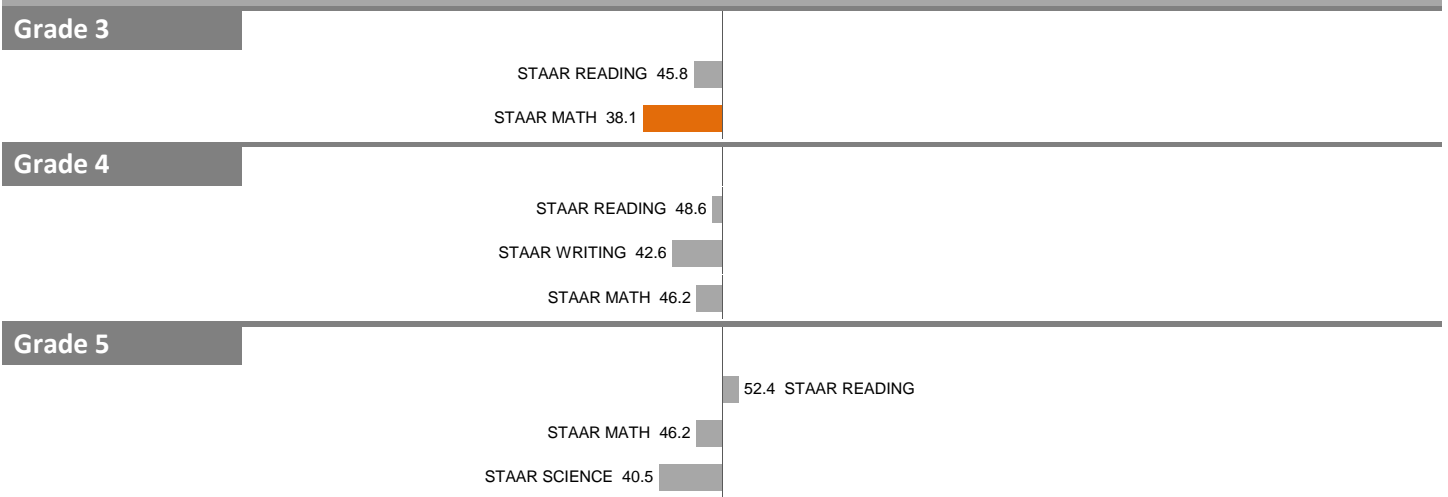 Grade 3
STAAR READING 45.8
STAAR MATH 38.1
Grade 4
STAAR READING 48.6
STAAR WRITING 42.6
STAAR MATH 46.2
Grade 5
52.4 STAAR READING
STAAR MATH 46.2
STAAR SCIENCE 40.5